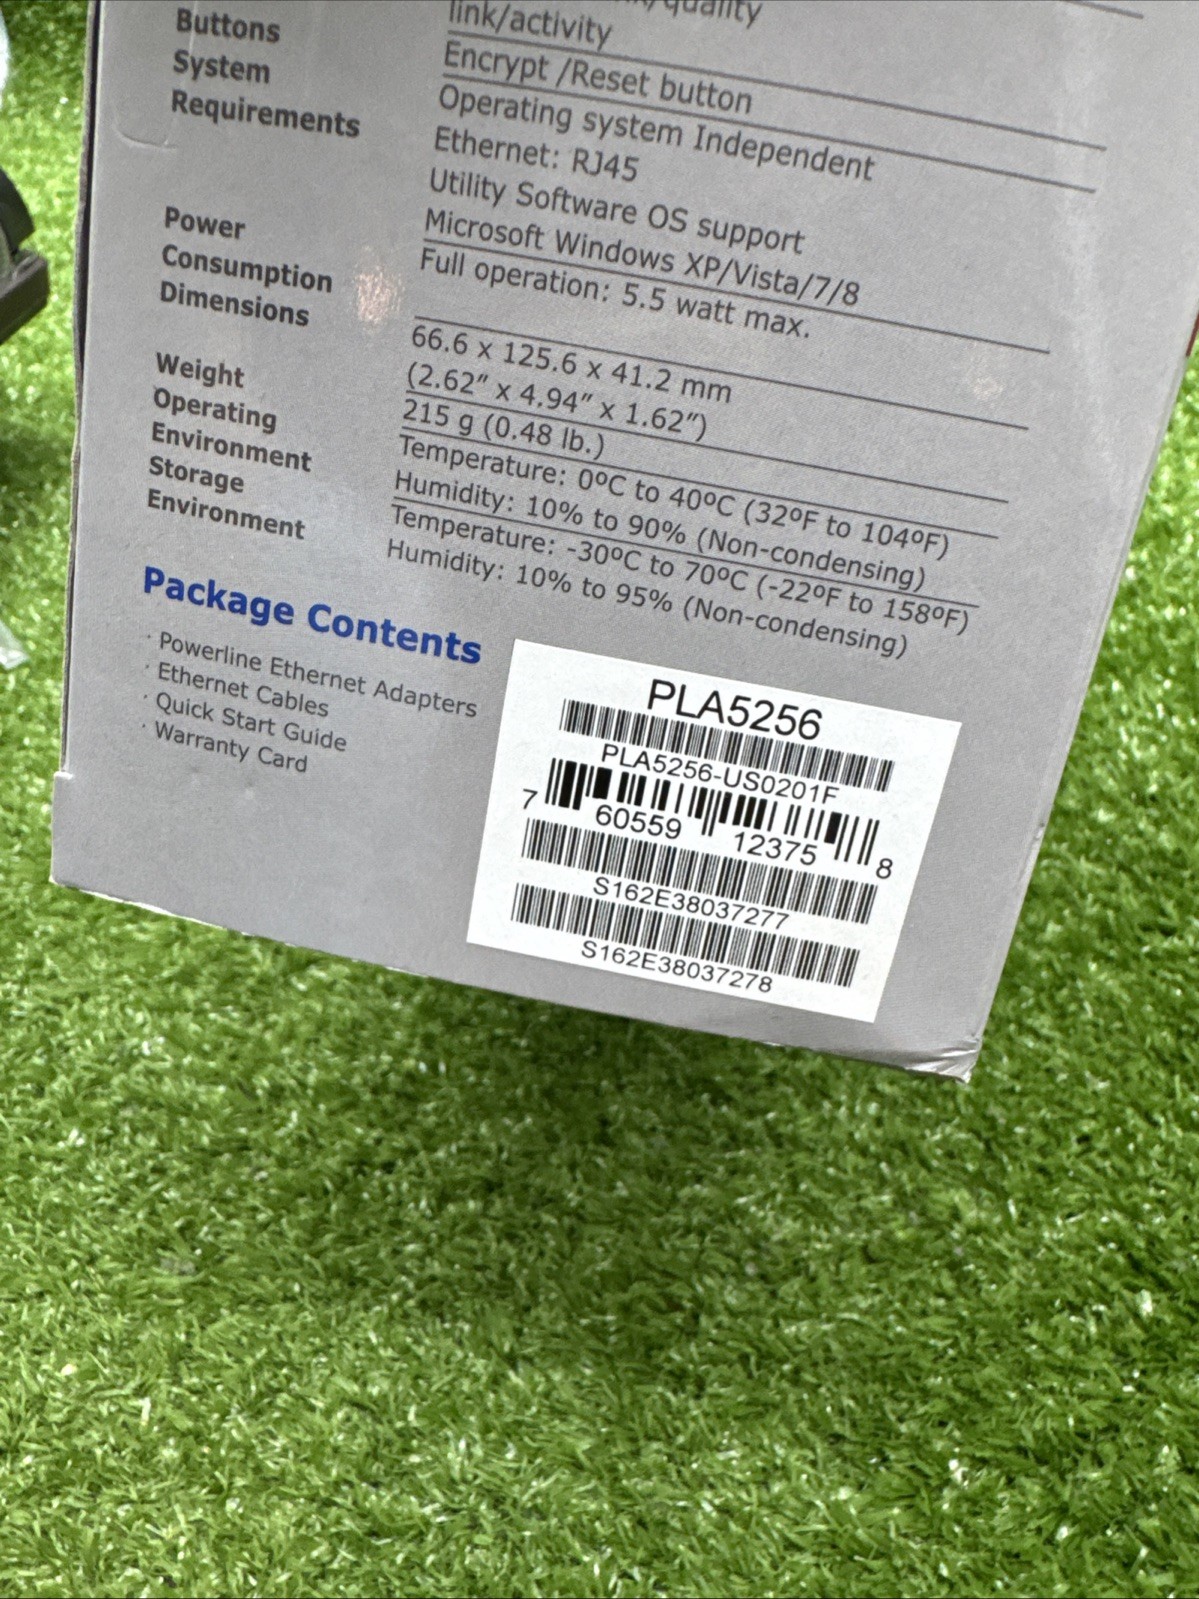 quality
link/activity
Buttons
Encrypt /Reset button
System
Requirements
Operating system Independent
Ethernet: RJ45
Utility Software OS support
Microsoft Windows XP/Vista/7/8
Power
Consumption
Full operation: 5.5 watt max.
Dimensions
66.6 x 125.6 x 41.2 mm
(2.62” x 4.94” x 1.62”)
Weight
215 g (0.48 lb.)
Operating
Environment
Temperature: 0ºC to 40ºC (32ºF to 104ºF)
Humidity: 10% to 90% (Non-condensing)
Storage
Environment
Temperature: -30ºC to 70ºC (-22ºF to 158ºF)
Humidity: 10% to 95% (Non-condensing)
Package Contents
· Powerline Ethernet Adapters
· Ethernet Cables
· Quick Start Guide
· Warranty Card
PLA5256
PLA5256-US0201F
7 60559 12375 8
S162E38037277
S162E38037278